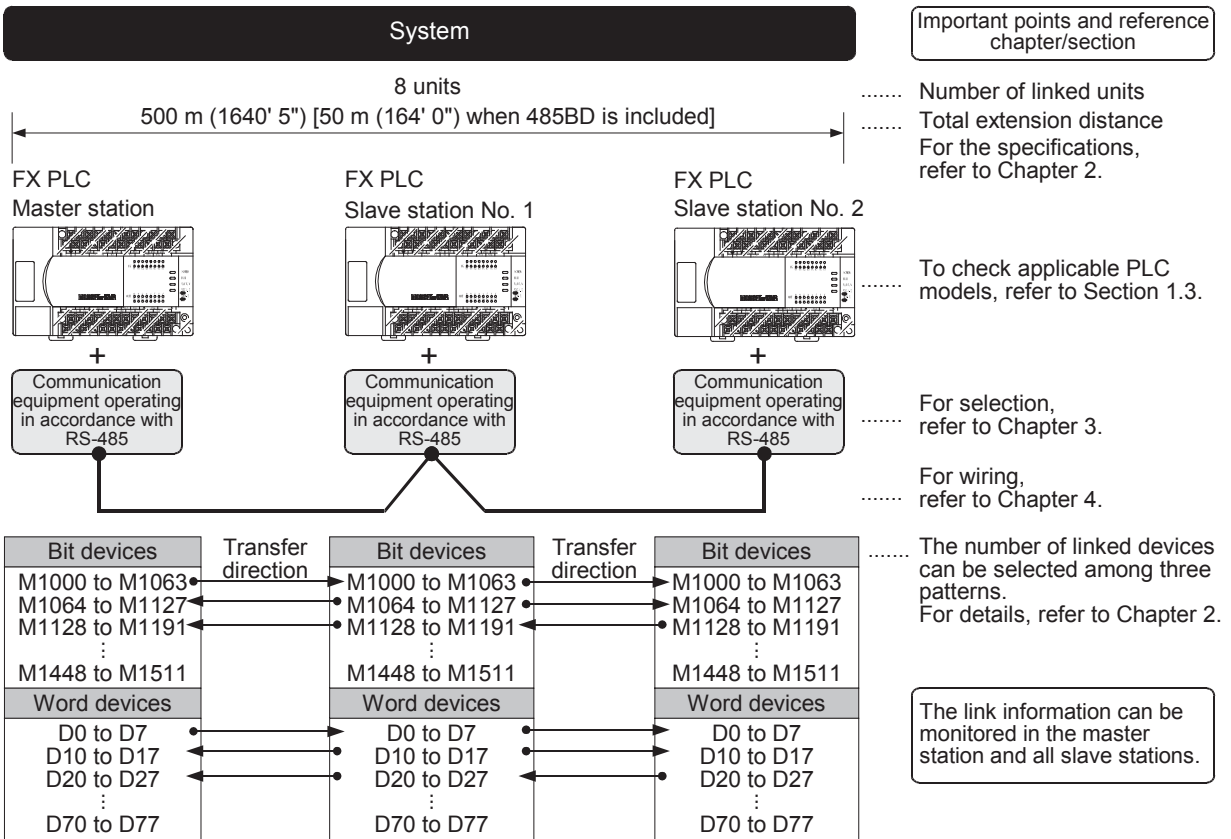 System
Important points and reference
chapter/section
8 units
500 m (1640' 5") [50 m (164' 0") when 485BD is included]
....... Number of linked units
....... Total extension distance
For the specifications,
refer to Chapter 2.
FX PLC
Master station
FX PLC
Slave station No. 1
FX PLC
Slave station No. 2
To check applicable PLC
....... models, refer to Section 1.3.
+
+
+
Communication
equipment operating
in accordance with
RS-485
Communication
equipment operating
in accordance with
RS-485
Communication
equipment operating
in accordance with
RS-485
For selection,
....... refer to Chapter 3.
For wiring,
....... refer to Chapter 4.
Bit devices
M1000 to M1063
M1064 to M1127
M1128 to M1191
⋮
M1448 to M1511
Transfer
direction
Bit devices
M1000 to M1063
M1064 to M1127
M1128 to M1191
⋮
M1448 to M1511
Transfer
direction
Bit devices
M1000 to M1063
M1064 to M1127
M1128 to M1191
⋮
M1448 to M1511
....... The number of linked devices
can be selected among three
patterns.
For details, refer to Chapter 2.
Word devices
D0 to D7
D10 to D17
D20 to D27
⋮
D70 to D77
Word devices
D0 to D7
D10 to D17
D20 to D27
⋮
D70 to D77
Word devices
D0 to D7
D10 to D17
D20 to D27
⋮
D70 to D77
The link information can be
monitored in the master
station and all slave stations.